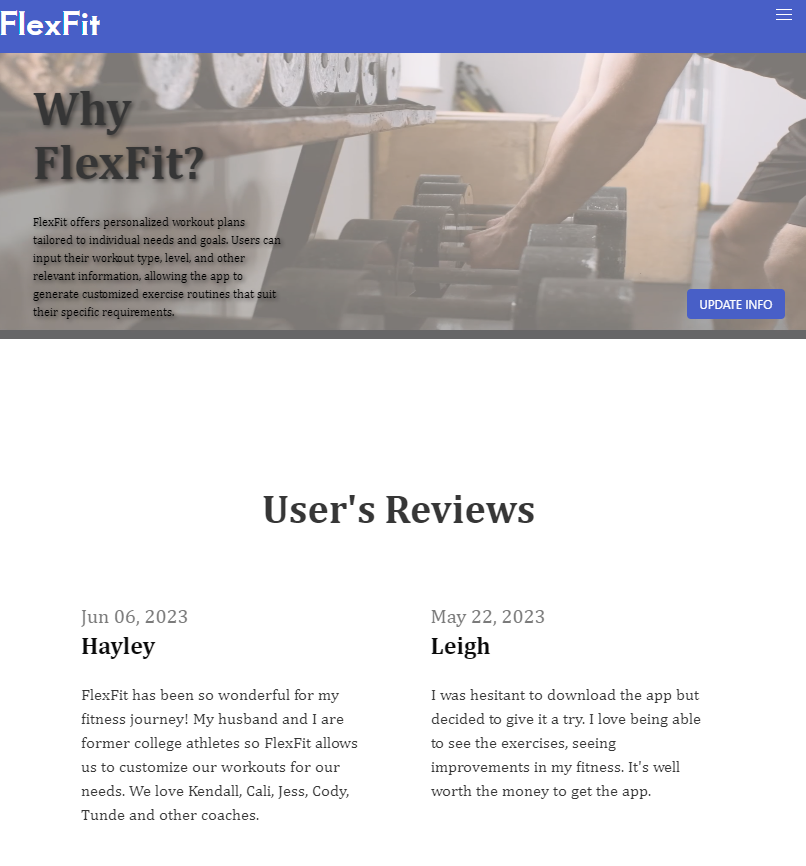 FlexFit
Why
FlexFit?
FlexFit offers personalized workout plans
tailored to individual needs and goals. Users can
input their workout type, level, and other
relevant information, allowing the app to
generate customized exercise routines that suit
their specific requirements.
UPDATE INFO
User's Reviews
Jun 06, 2023
Hayley
FlexFit has been so wonderful for my
fitness journey! My husband and I are
former college athletes so FlexFit allows
us to customize our workouts for our
needs. We love Kendall, Cali, Jess, Cody,
Tunde and other coaches.
May 22, 2023
Leigh
I was hesitant to download the app but
decided to give it a try. I love being able
to see the exercises, seeing
improvements in my fitness. It's well
worth the money to get the app.